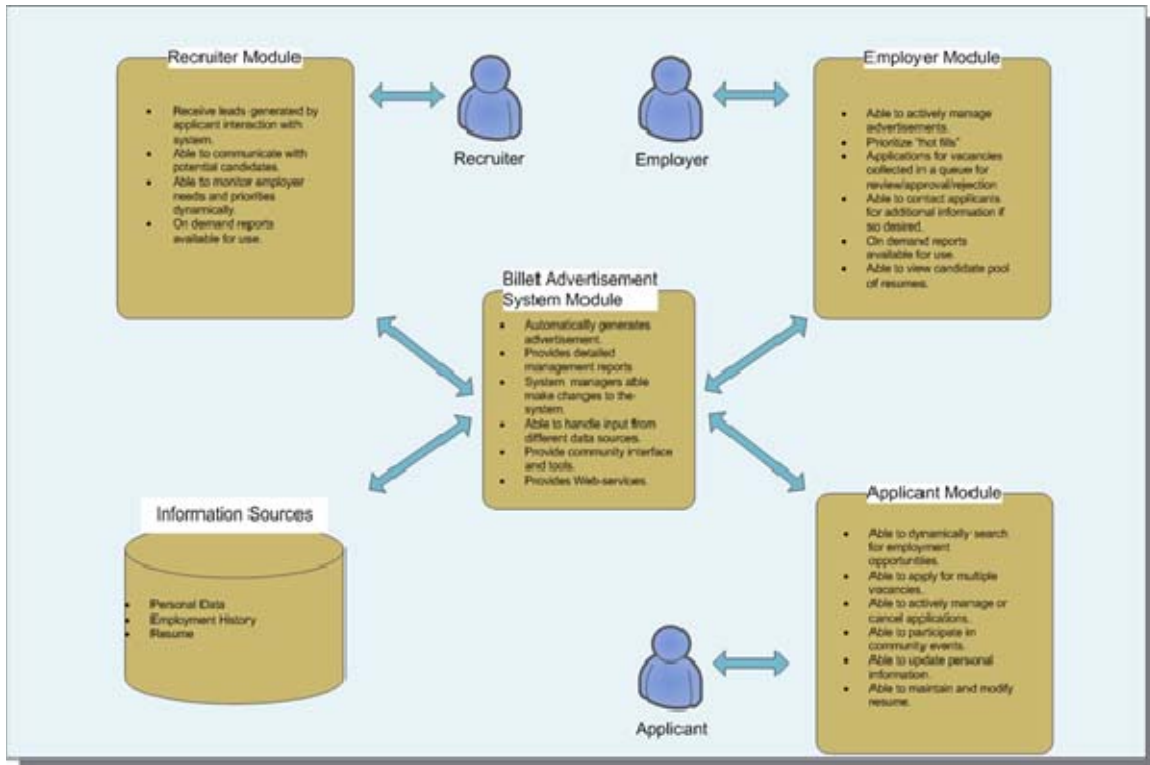 Recruiter Module
Receive leads generated by
applicant interaction with
system.
Able to communicate with
potential candidates.
Able to monitor employer
needs and priorities
dynamically.
On demand reports
available for use.
Recruiter
Employer
Employer Module
Able to actively manage
advertisements.
Prioritize "hot fills"
Applications for vacancies
collected in a queue for
review/approval/rejection
Able to contact applicants
for additional information if
so desired.
On demand reports
available for use.
Able to view candidate pool
of resumes.
Billet Advertisement
System Module
Automatically generates
advertisement.
Provides detailed
management reports
System managers able
make changes to the
system.
Able to handle input from
different data sources.
Provide community interface
and tools.
Provides Web-services.
Information Sources
Personal Data
Employment History
Resume
Applicant Module
Able to dynamically search
for employment
opportunities.
Able to apply for multiple
vacancies.
Able to actively manage or
cancel applications.
Able to participate in
community events.
Able to update personal
information.
Able to maintain and modify
resume.
Applicant